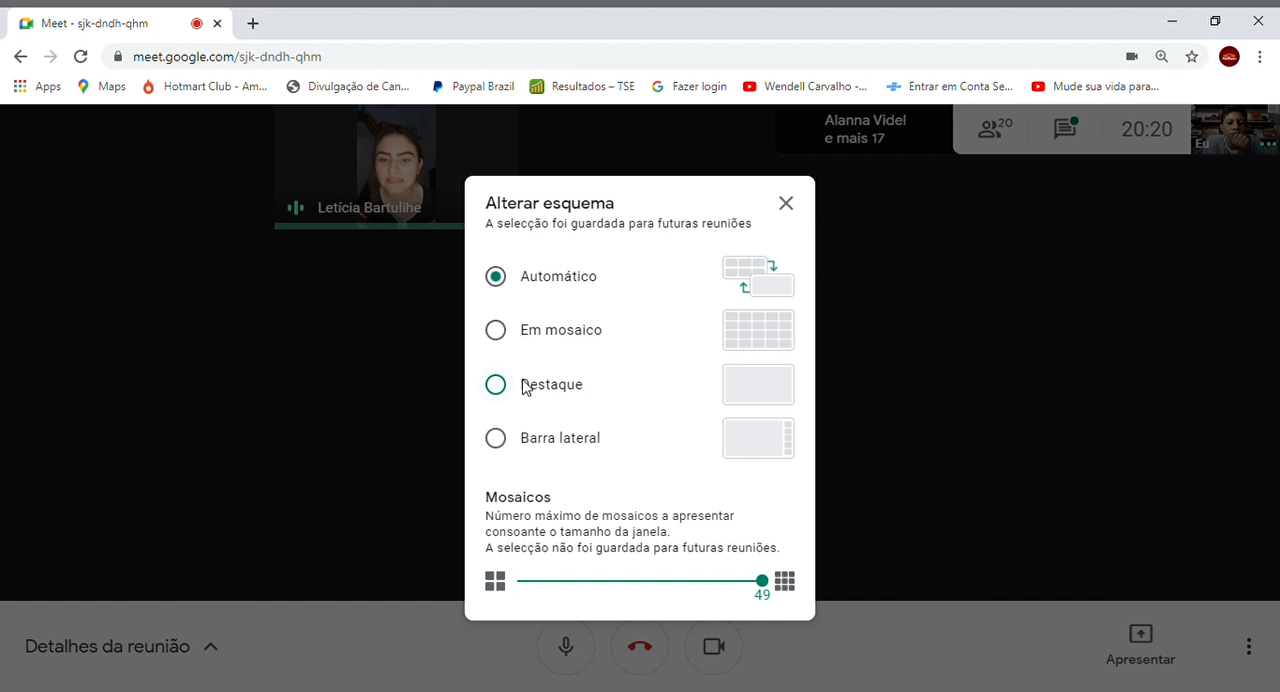 Meet - sjk-dndh-qhm
meet.google.com/sjk-dndh-qhm
Apps Maps Hotmart Club - Am... Divulgação de Can... Paypal Brazil Resultados – TSE Fazer login Wendell Carvalho -... Entrar em Conta Se... Mude sua vida para...
Alanna Videl
e mais 17
20
20:20
Eu
Letícia Bartulihe
Alterar esquema
A selecção foi guardada para futuras reuniões
Automático
Em mosaico
Destaque
Barra lateral
Mosaicos
Número máximo de mosaicos a apresentar
consoante o tamanho da janela.
A selecção não foi guardada para futuras reuniões.
49
Detalhes da reunião
Apresentar